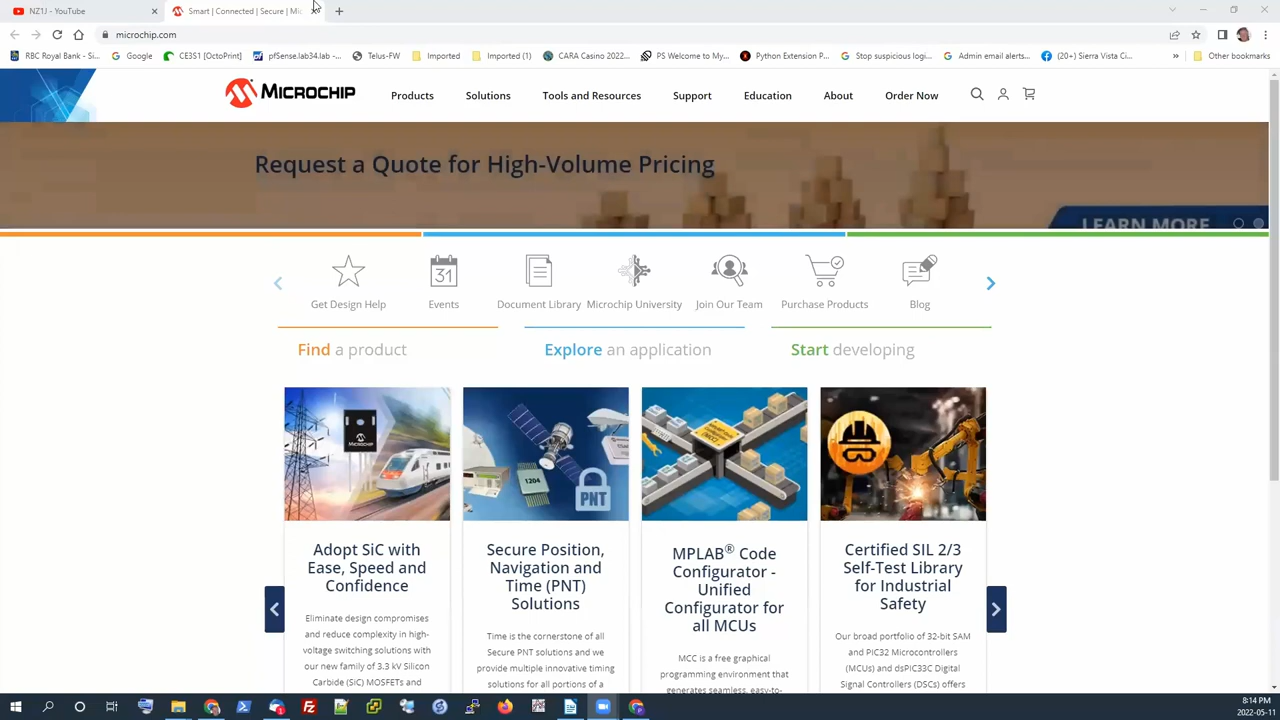 NZ1J - YouTube
Smart | Connected | Secure | Mic
microchip.com
RBC Royal Bank - Si...
Google
CE3S1 [OctoPrint]
pfSense.lab34.lab -...
Telus-FW
Imported
Imported (1)
CARA Casino 2022...
PS Welcome to My...
Python Extension P...
Stop suspicious logi...
Admin email alerts...
(20+) Sierra Vista Ci...
»
Other bookmarks
MICROCHIP
Products
Solutions
Tools and Resources
Support
Education
About
Order Now
Request a Quote for High-Volume Pricing
LEARN MORE
31
Get Design Help
Events
Document Library
Microchip University
Join Our Team
Purchase Products
Blog
Find a product
Explore an application
Start developing
MICROCHIP
1204
PNT
Adopt SiC with
Ease, Speed and
Confidence
Eliminate design compromises
and reduce complexity in high-
voltage switching solutions with
our new family of 3.3 kV Silicon
Carbide (SiC) MOSFETs and
Secure Position,
Navigation and
Time (PNT)
Solutions
Time is the cornerstone of all
Secure PNT solutions and we
provide multiple innovative timing
solutions for all portions of a
MPLAB® Code
Configurator -
Unified
Configurator for
all MCUs
MCC is a free graphical
programming environment that
generates seamless, easy-to-
Certified SIL 2/3
Self-Test Library
for Industrial
Safety
Our broad portfolio of 32-bit SAM
and PIC32 Microcontrollers
(MCUs) and dsPIC33C Digital
Signal Controllers (DSCs) offers
8:14 PM
2022-05-11